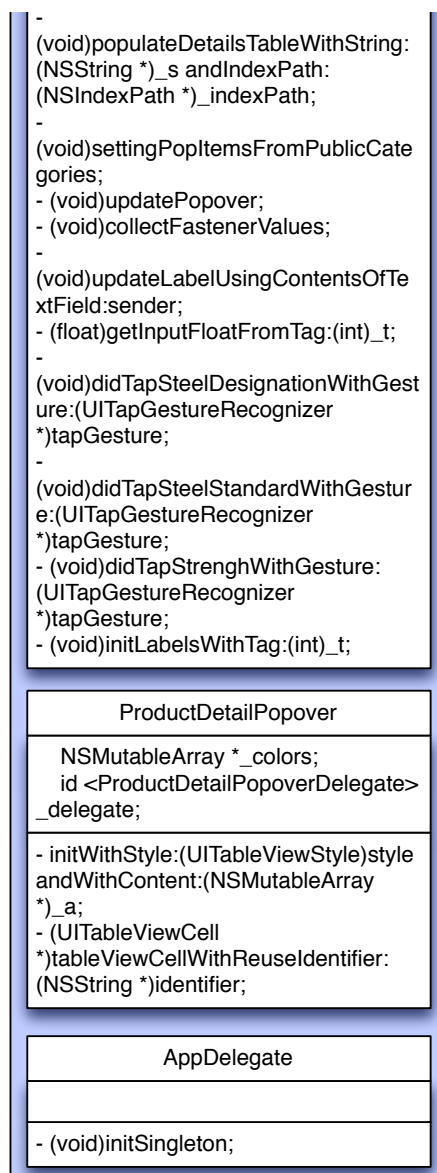 -
(void)populateDetailsTableWithString:
(NSString *)_s andIndexPath:
(NSIndexPath *)_indexPath;
-
(void)settingPopItemsFromPublicCate
gories;
- (void)updatePopover;
- (void)collectFastenerValues;
-
(void)updateLabelUsingContentsOfTe
xtField:sender;
- (float)getInputFloatFromTag:(int)_t;
-
(void)didTapSteelDesignationWithGest
ure:(UITapGestureRecognizer
*)tapGesture;
-
(void)didTapSteelStandardWithGestur
e:(UITapGestureRecognizer
*)tapGesture;
- (void)didTapStrenghWithGesture:
(UITapGestureRecognizer
*)tapGesture;
- (void)initLabelsWithTag:(int)_t;
ProductDetailPopover
NSMutableArray *_colors;
id <ProductDetailPopoverDelegate>
_delegate;
- initWithStyle:(UITableViewStyle)style
andWithContent:(NSMutableArray
*)_a;
- (UITableViewCell
*)tableViewCellWithReuseIdentifier:
(NSString *)identifier;
AppDelegate
- (void)initSingleton;